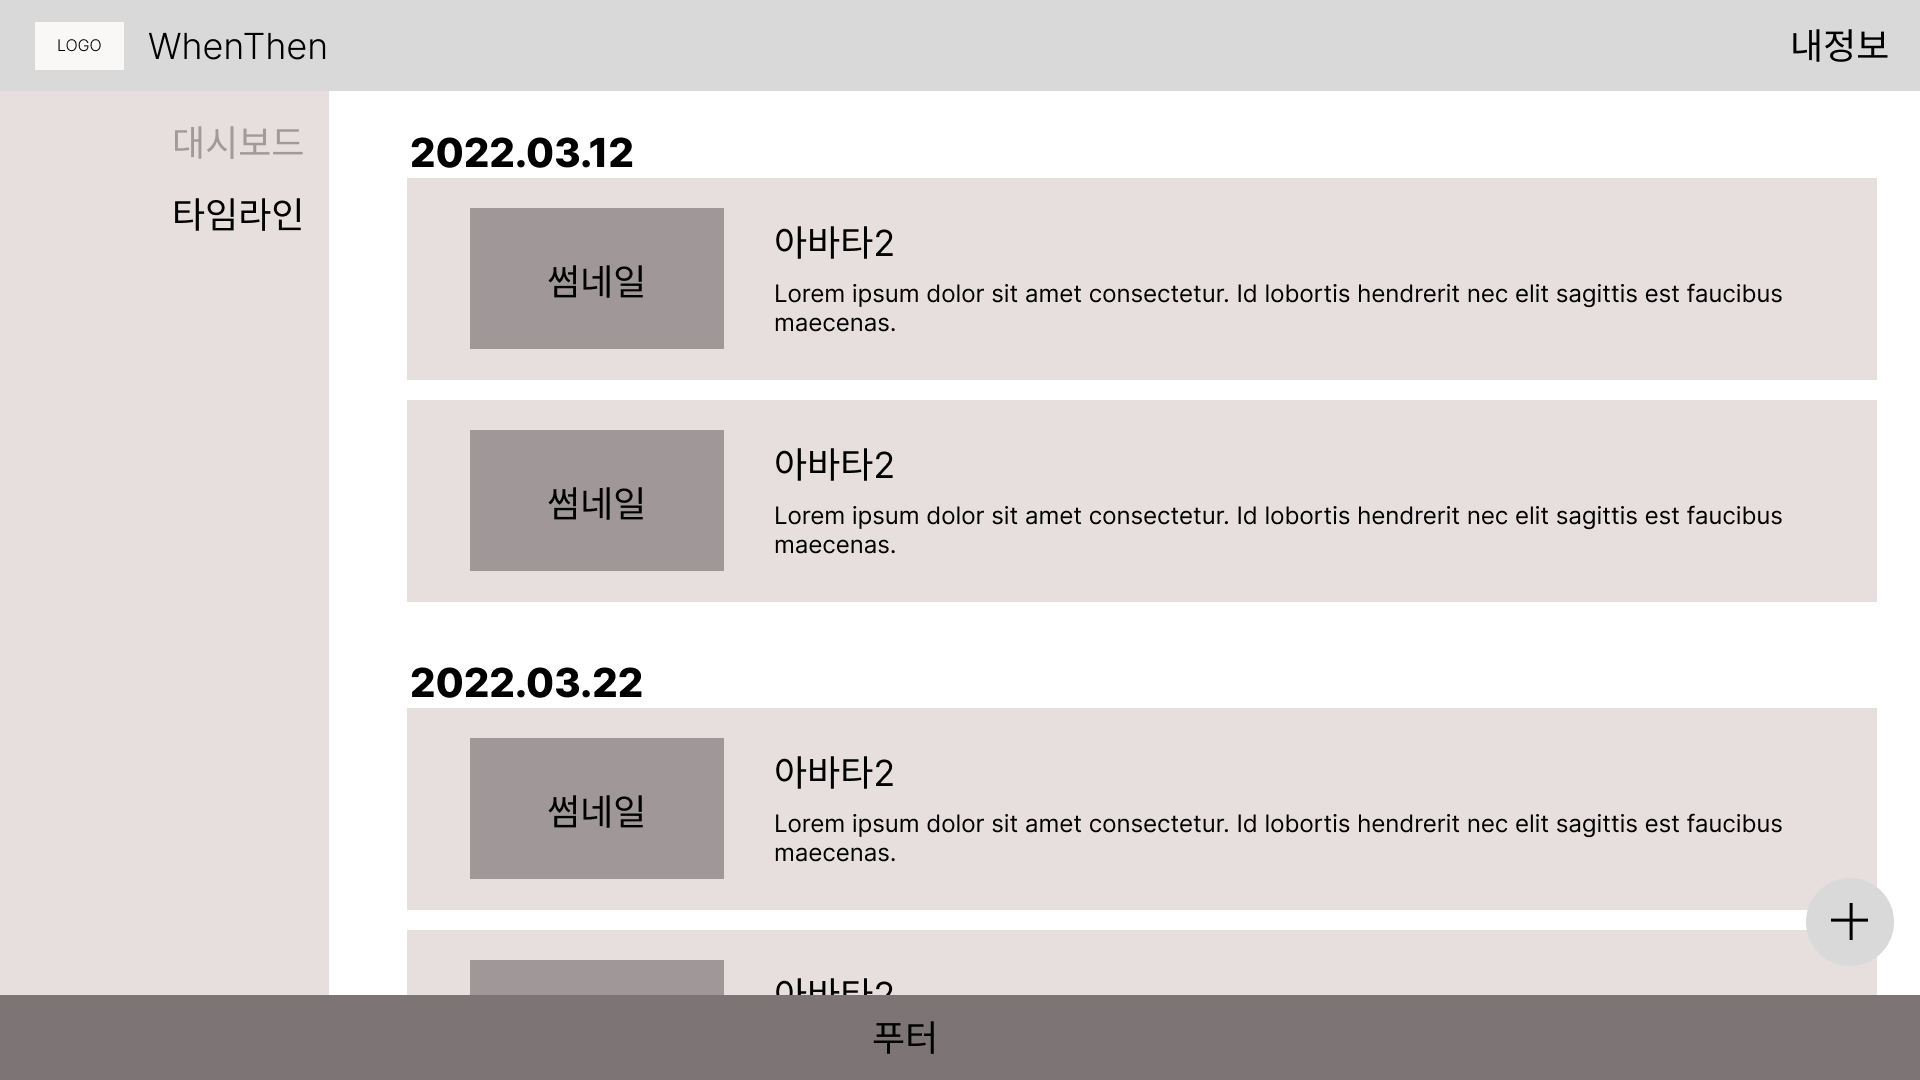 LOGO WhenThen 내정보
대시보드
타임라인
2022.03.12
썸네일
아바타2
Lorem ipsum dolor sit amet consectetur. Id lobortis hendrerit nec elit sagittis est faucibus
maecenas.
썸네일
아바타2
Lorem ipsum dolor sit amet consectetur. Id lobortis hendrerit nec elit sagittis est faucibus
maecenas.
2022.03.22
썸네일
아바타2
Lorem ipsum dolor sit amet consectetur. Id lobortis hendrerit nec elit sagittis est faucibus
maecenas.
아바타2
푸터